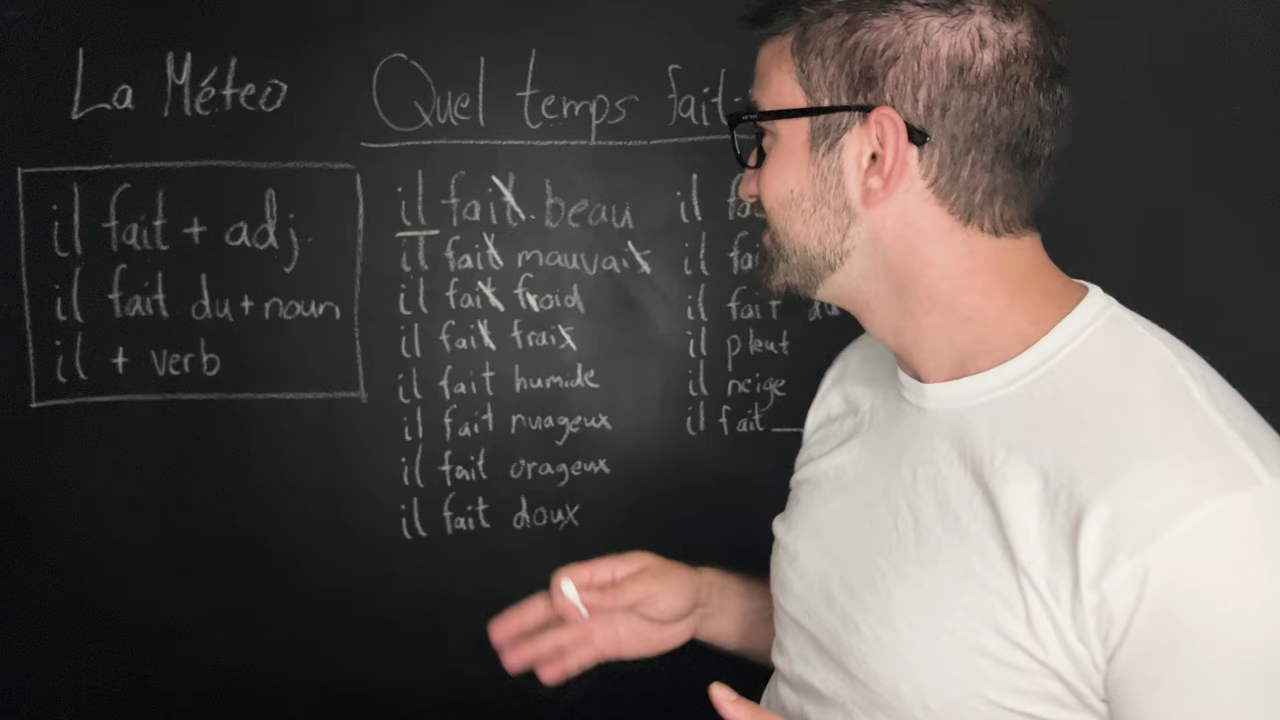 La Méteo
Quel temps fait-
il fait + adj.
il fait du + noun
il + verb
il fait beau
il fait mauvais
il fait froid
il fait frais
il fait humide
il fait nuageux
il fait orageux
il fait doux
il
il
il fait
il pleut
il neige
il fait __